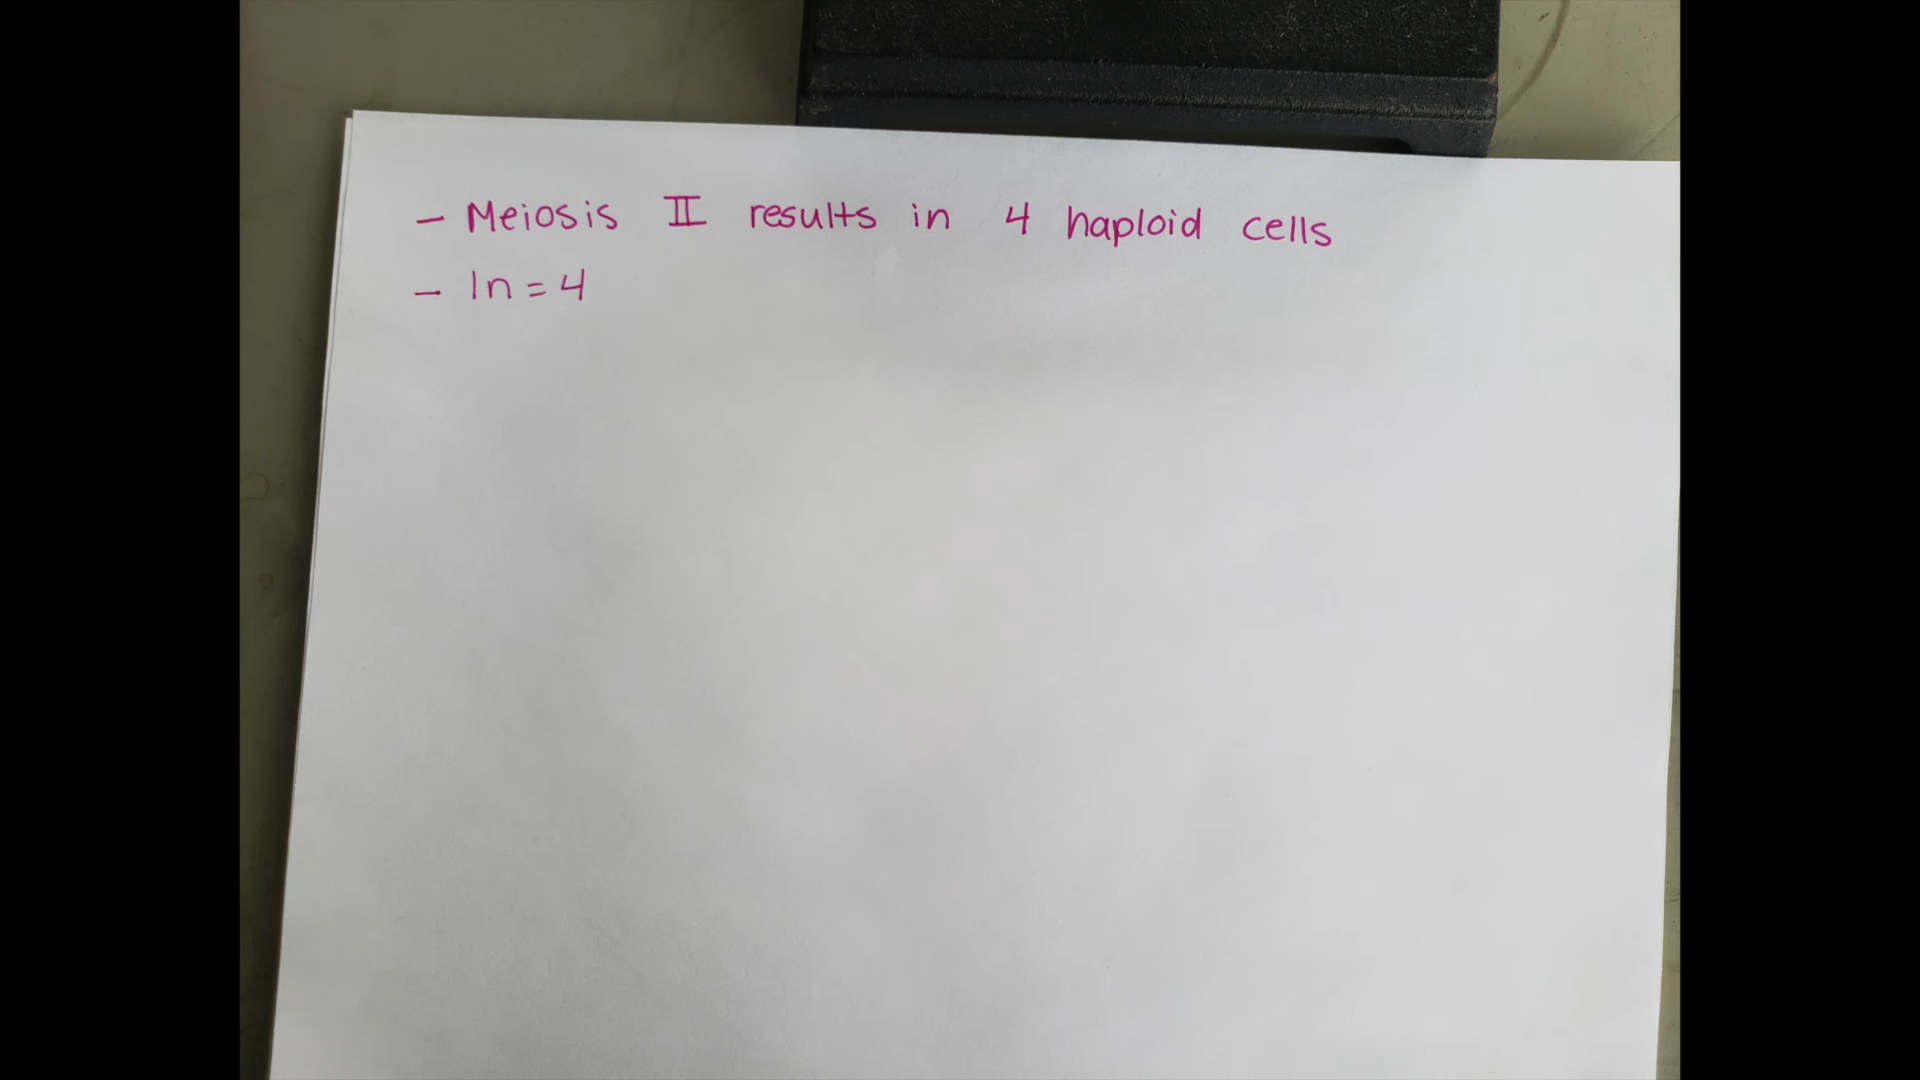 - Meiosis II results in 4 haploid cells
- 1n = 4